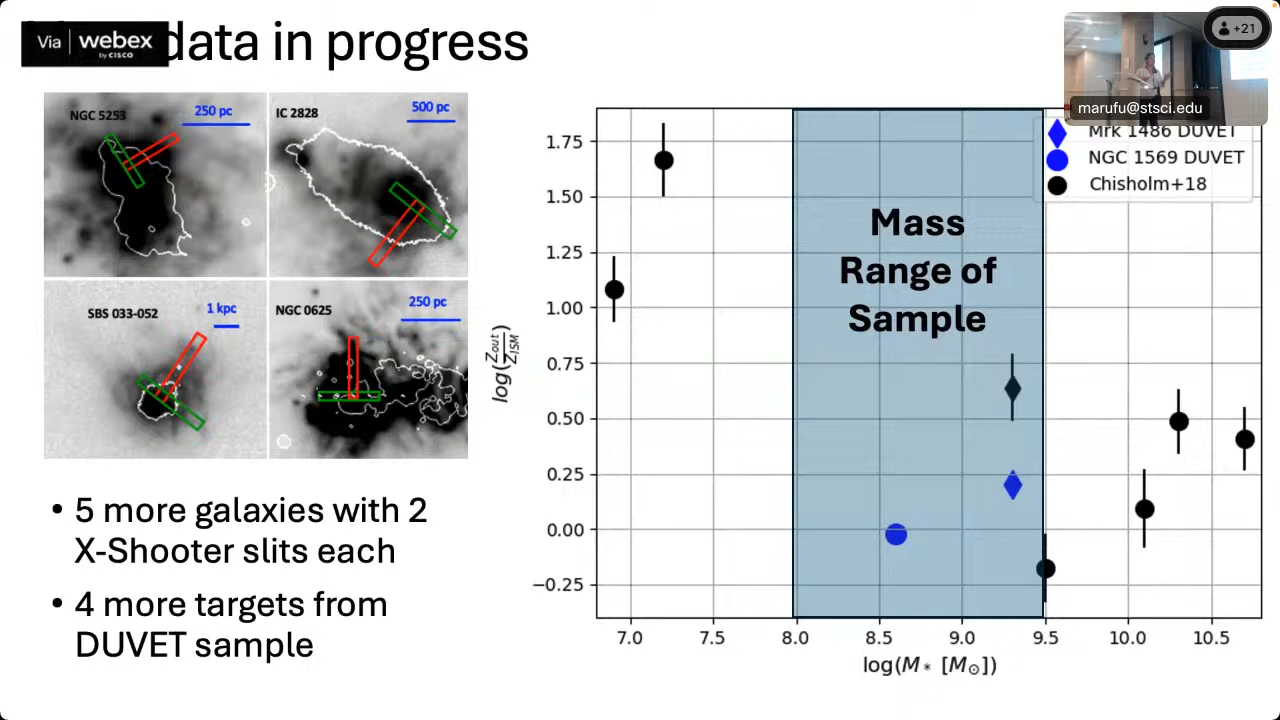 Via webex
by CISCO
data in progress
+21
marufu@stsci.edu
NGC 5253
250 pc
IC 2828
500 pc
SBS 033-052
1 kpc
NGC 0625
250 pc
• 5 more galaxies with 2
X-Shooter slits each
• 4 more targets from
DUVET sample
Mrk 1486 DUVET
NGC 1569 DUVET
Chisholm+18
Mass
Range of
Sample
1.75
1.50
1.25
1.00
0.75
0.50
0.25
0.00
−0.25
log(Z_out/Z_ISM)
7.0 7.5 8.0 8.5 9.0 9.5 10.0 10.5
log(M* [M☉])